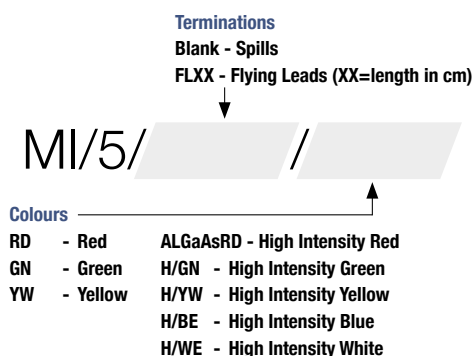 Terminations
Blank - Spills
FLXX - Flying Leads (XX=length in cm)
MI/5/ /
Colours
RD - Red ALGaAsRD - High Intensity Red
GN - Green H/GN - High Intensity Green
YW - Yellow H/YW - High Intensity Yellow
H/BE - High Intensity Blue
H/WE - High Intensity White